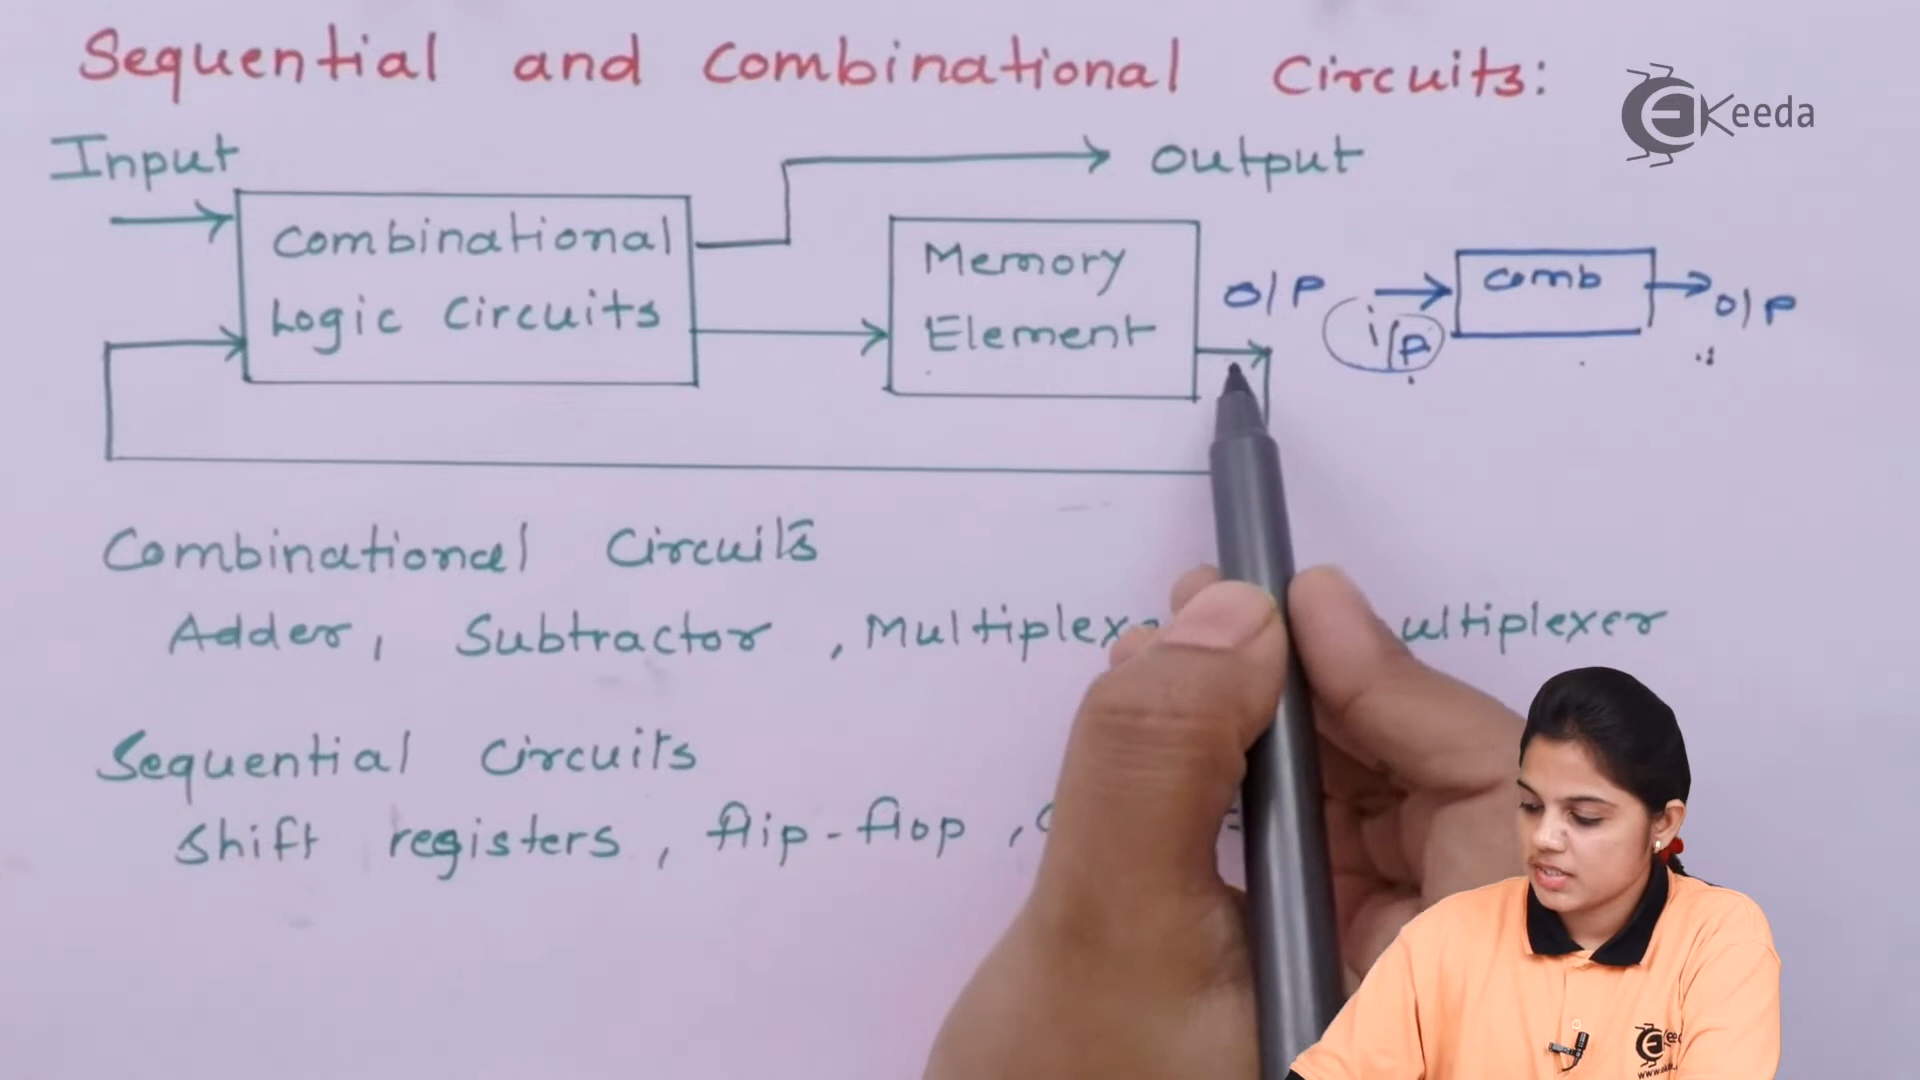 Sequential and Combinational Circuits:
EKeeda
Input
Output
Combinational
Logic Circuits
Memory
Element
O/P
i/P
Comb
O/P
Combinational Circuits
Adder, Subtractor, Multiplex ultiplexer
Sequential Circuits
Shift registers, flip-flop,